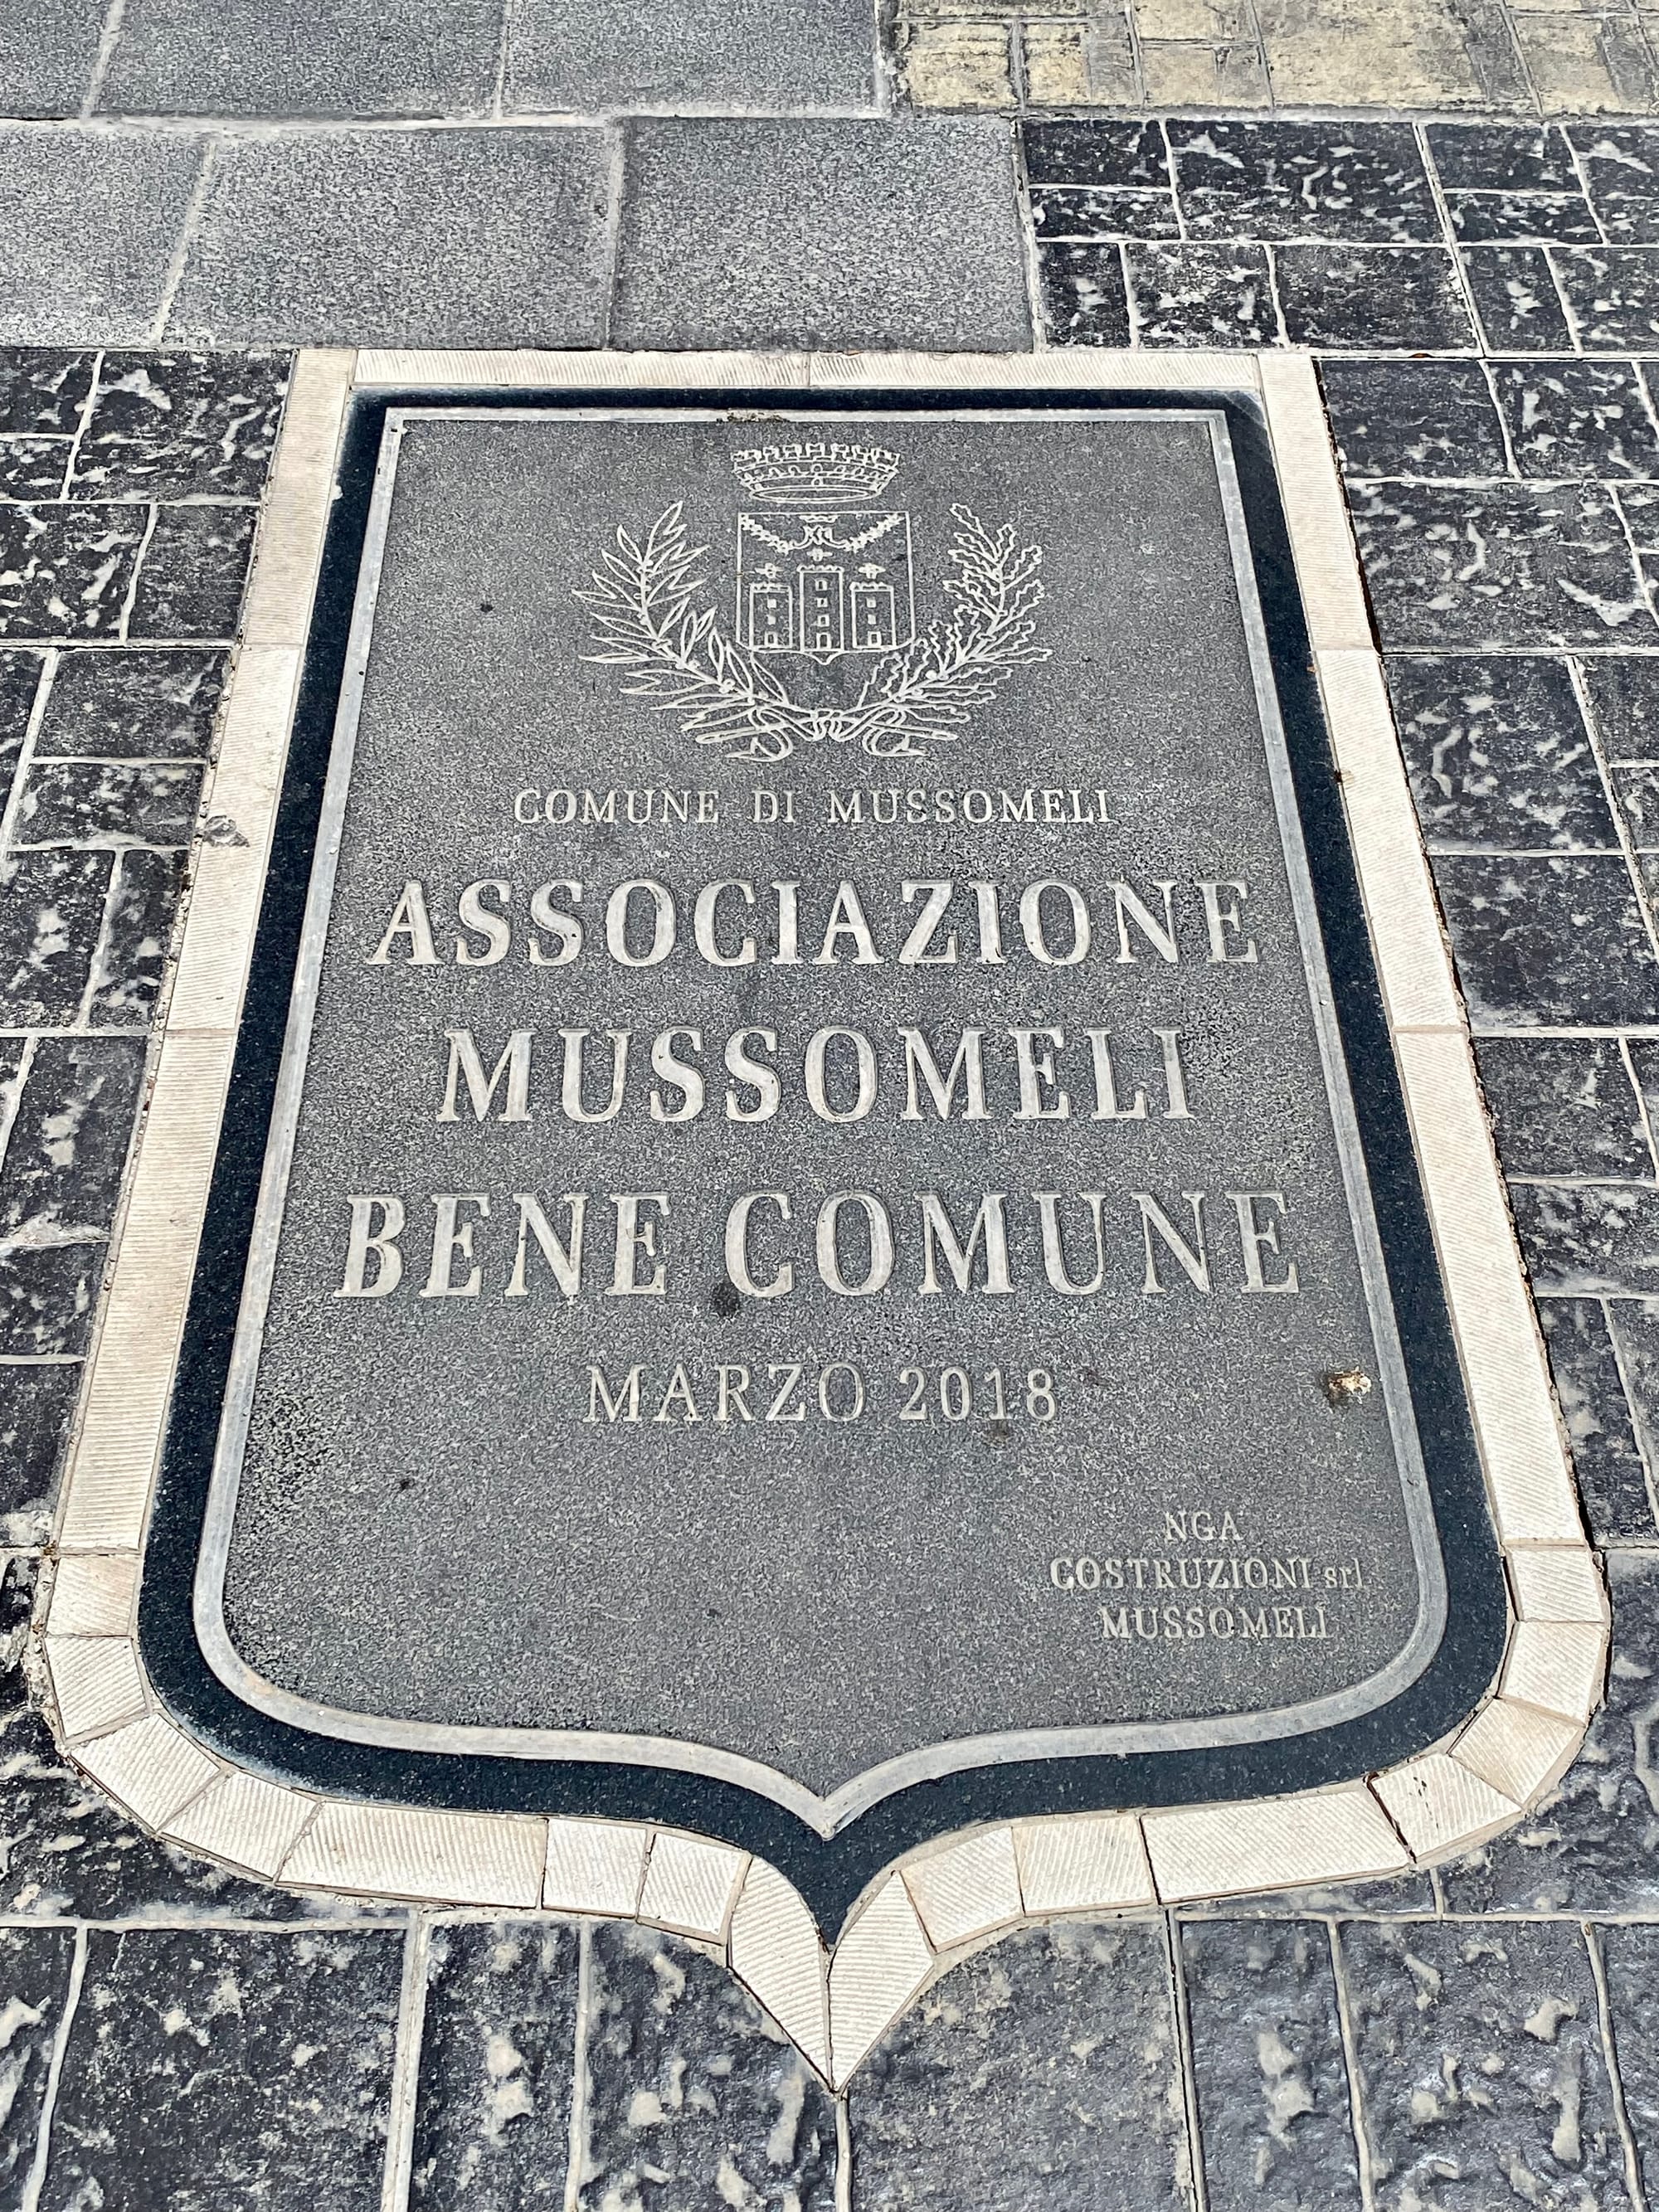 COMUNE DI MUSSOMELI
ASSOCIAZIONE
MUSSOMELI
BENE COMUNE
MARZO 2018
NGA
COSTRUZIONI srl
MUSSOMELI